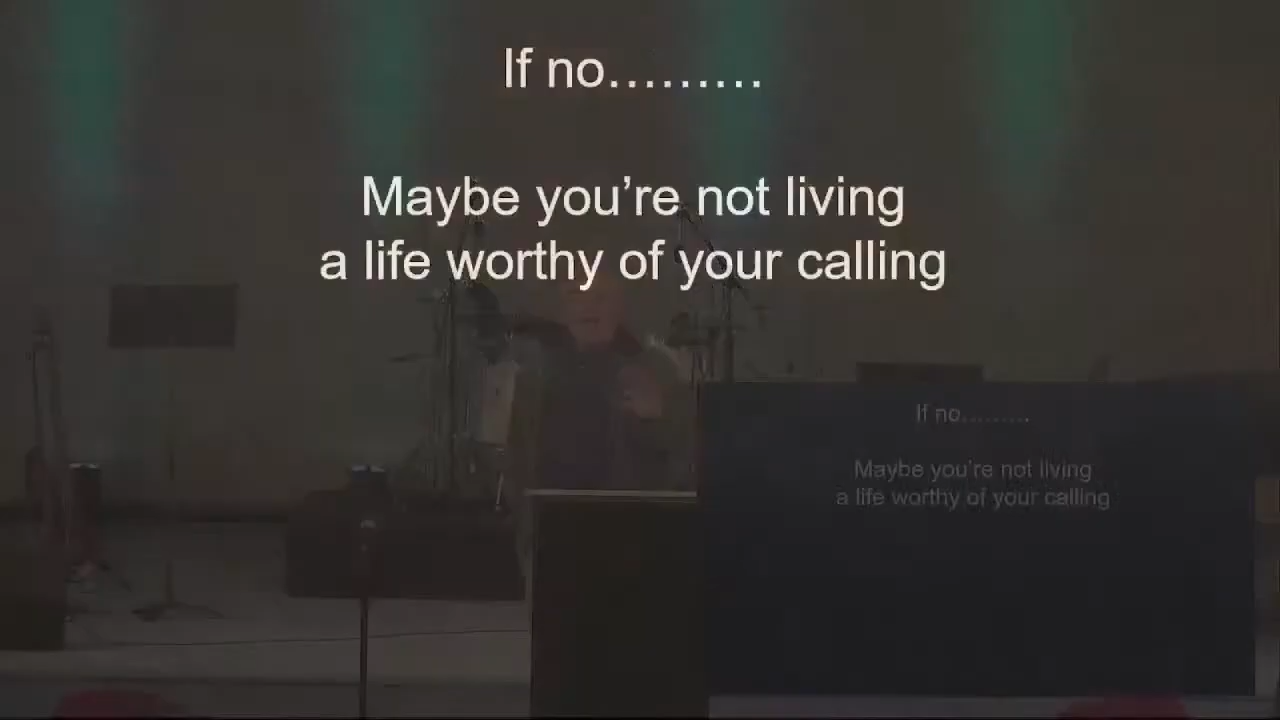 If no.........
Maybe you’re not living
a life worthy of your calling
If no.........
Maybe you’re not living
a life worthy of your calling